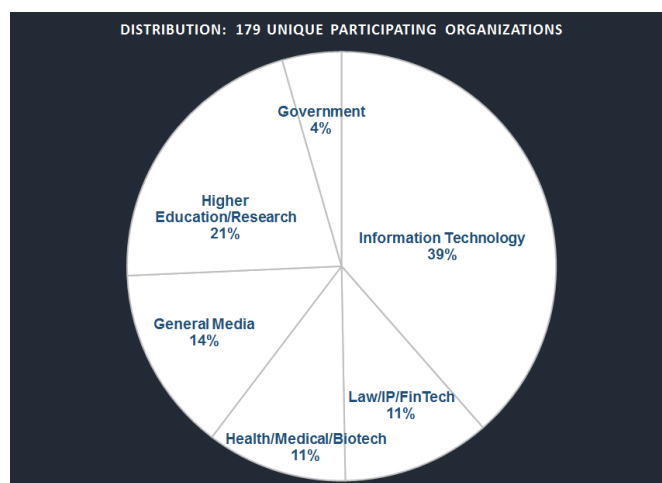 DISTRIBUTION: 179 UNIQUE PARTICIPATING ORGANIZATIONS
Government
4%
Higher
Education/Research
21%
Information Technology
39%
General Media
14%
Law/IP/FinTech
11%
Health/Medical/Biotech
11%